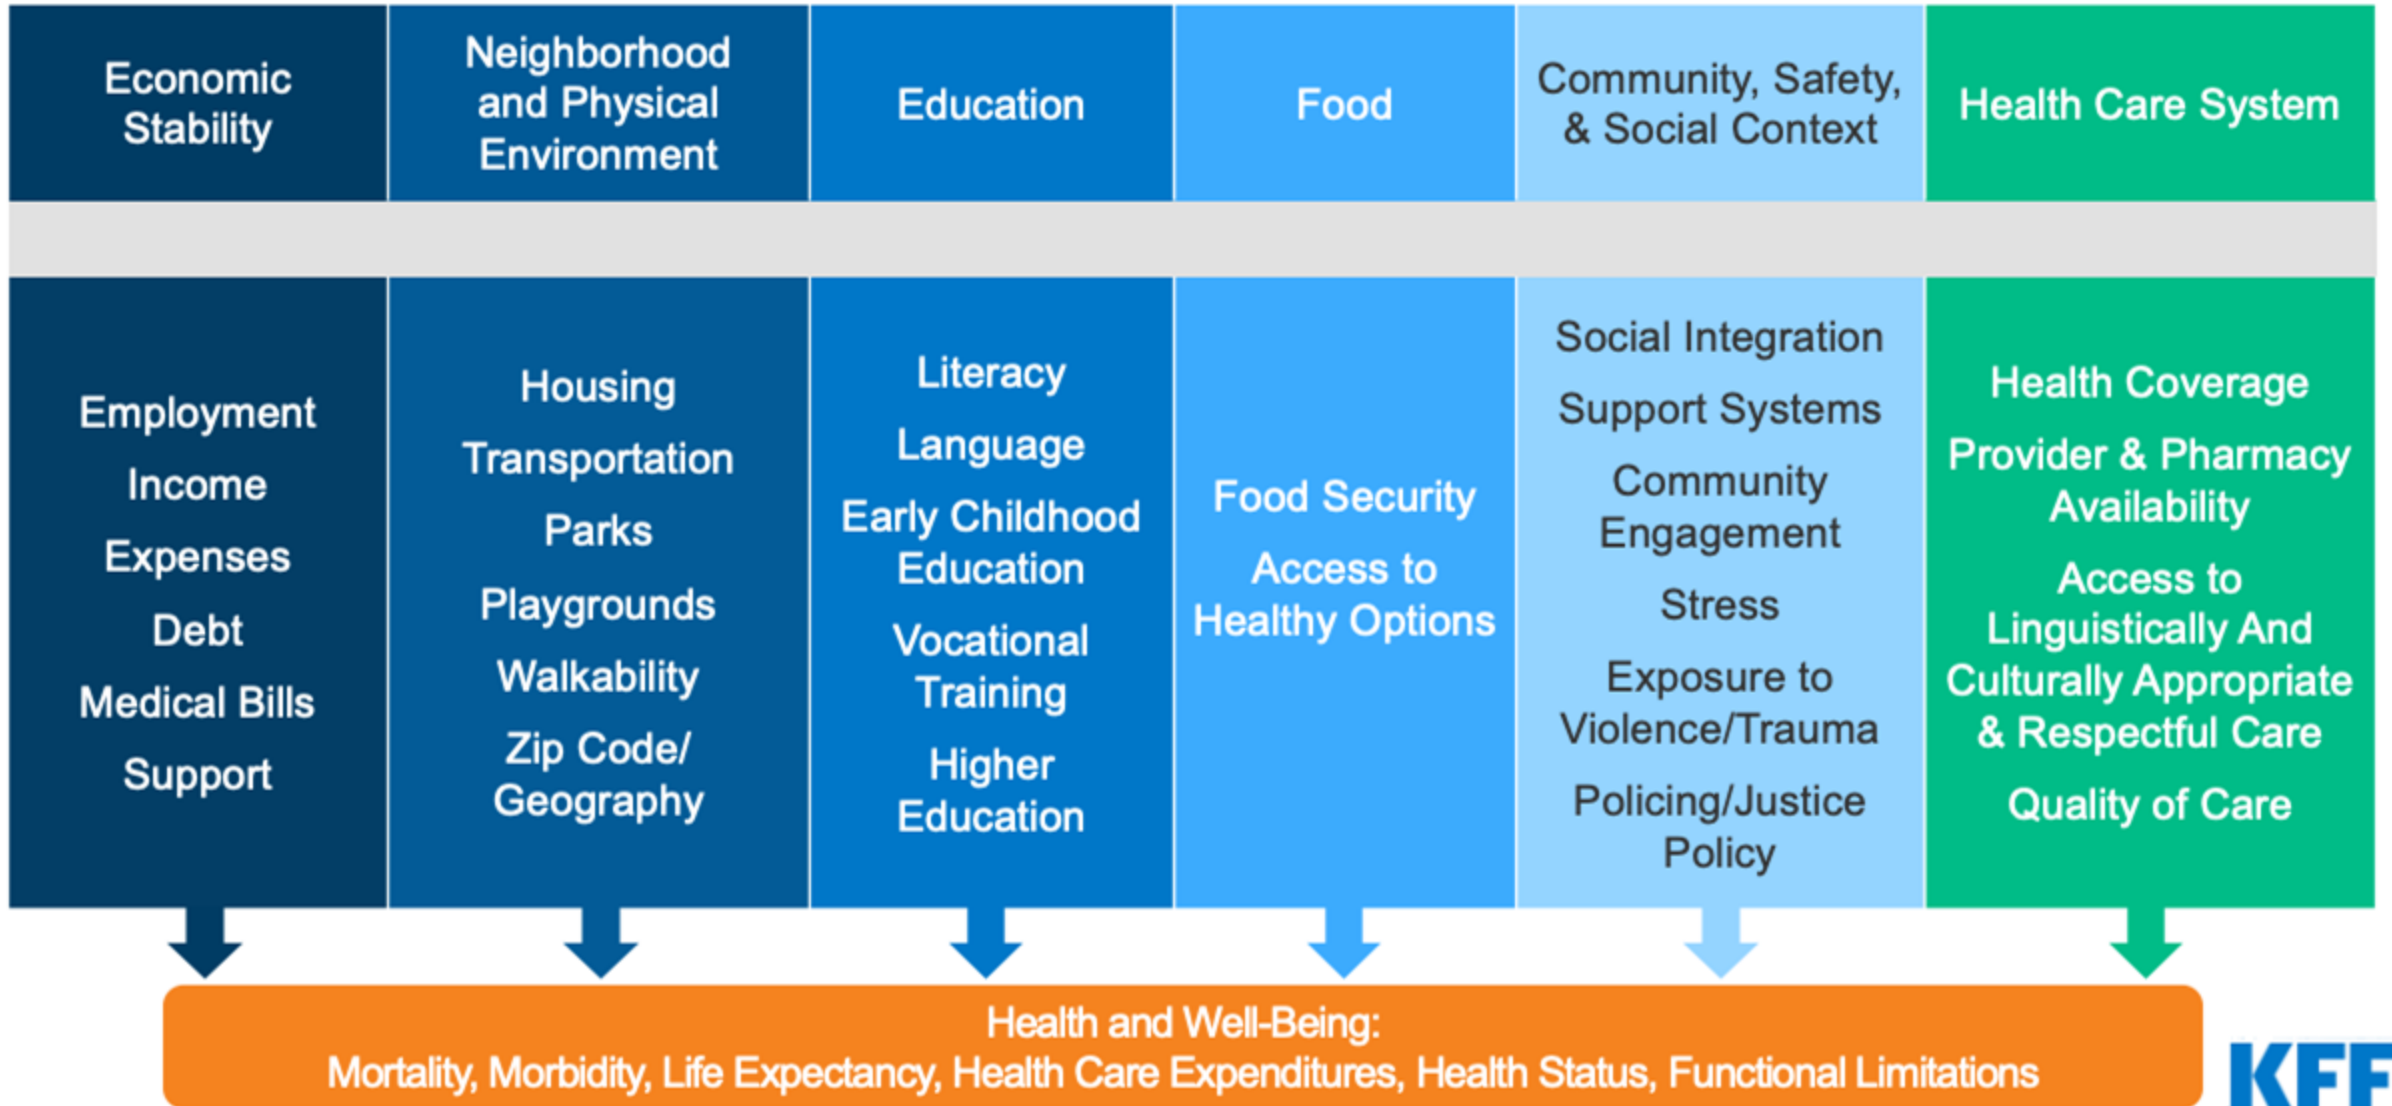 Economic
Stability
Neighborhood
and Physical
Environment
Education
Food
Community, Safety,
& Social Context
Health Care System
Employment
Income
Expenses
Debt
Medical Bills
Support
Housing
Transportation
Parks
Playgrounds
Walkability
Zip Code/
Geography
Literacy
Language
Early Childhood
Education
Vocational
Training
Higher
Education
Food Security
Access to
Healthy Options
Social Integration
Support Systems
Community
Engagement
Stress
Exposure to
Violence/Trauma
Policing/Justice
Policy
Health Coverage
Provider & Pharmacy
Availability
Access to
Linguistically And
Culturally Appropriate
& Respectful Care
Quality of Care
Health and Well-Being:
Mortality, Morbidity, Life Expectancy, Health Care Expenditures, Health Status, Functional Limitations
KFF